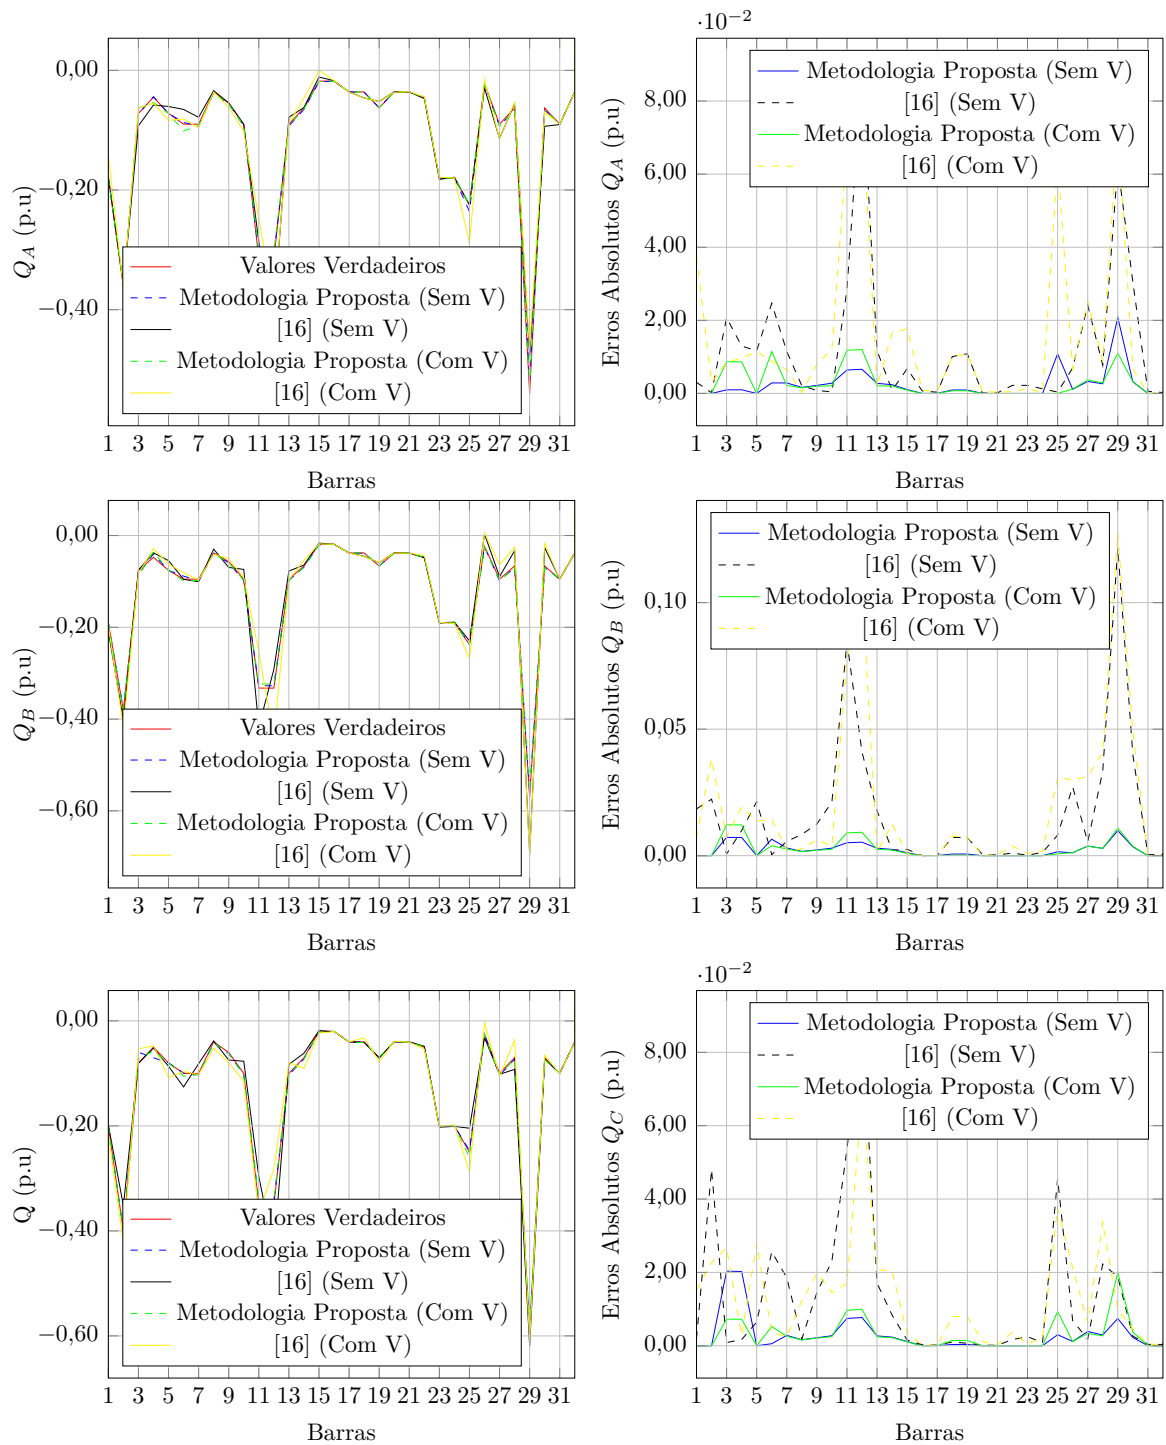 0,00
−0,20
−0,40
Q_A (p.u)
Valores Verdadeiros
Metodologia Proposta (Sem V)
[16] (Sem V)
Metodologia Proposta (Com V)
[16] (Com V)
1 3 5 7 9 11 13 15 17 19 21 23 25 27 29 31
Barras
·10^−2
8,00
6,00
4,00
2,00
0,00
Erros Absolutos Q_A (p.u)
Metodologia Proposta (Sem V)
[16] (Sem V)
Metodologia Proposta (Com V)
[16] (Com V)
1 3 5 7 9 11 13 15 17 19 21 23 25 27 29 31
Barras
0,00
−0,20
−0,40
−0,60
Q_B (p.u)
Valores Verdadeiros
Metodologia Proposta (Sem V)
[16] (Sem V)
Metodologia Proposta (Com V)
[16] (Com V)
1 3 5 7 9 11 13 15 17 19 21 23 25 27 29 31
Barras
0,10
0,05
0,00
Erros Absolutos Q_B (p.u)
Metodologia Proposta (Sem V)
[16] (Sem V)
Metodologia Proposta (Com V)
[16] (Com V)
1 3 5 7 9 11 13 15 17 19 21 23 25 27 29 31
Barras
0,00
−0,20
−0,40
−0,60
Q (p.u)
Valores Verdadeiros
Metodologia Proposta (Sem V)
[16] (Sem V)
Metodologia Proposta (Com V)
[16] (Com V)
1 3 5 7 9 11 13 15 17 19 21 23 25 27 29 31
Barras
·10^−2
8,00
6,00
4,00
2,00
0,00
Erros Absolutos Q_C (p.u)
Metodologia Proposta (Sem V)
[16] (Sem V)
Metodologia Proposta (Com V)
[16] (Com V)
1 3 5 7 9 11 13 15 17 19 21 23 25 27 29 31
Barras